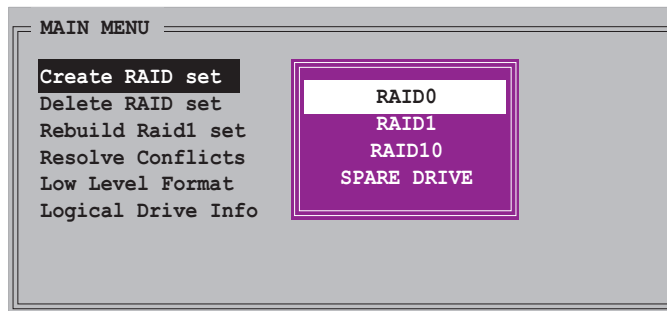 MAIN MENU
Create RAID set
Delete RAID set
Rebuild Raid1 set
Resolve Conflicts
Low Level Format
Logical Drive Info
RAID0
RAID1
RAID10
SPARE DRIVE